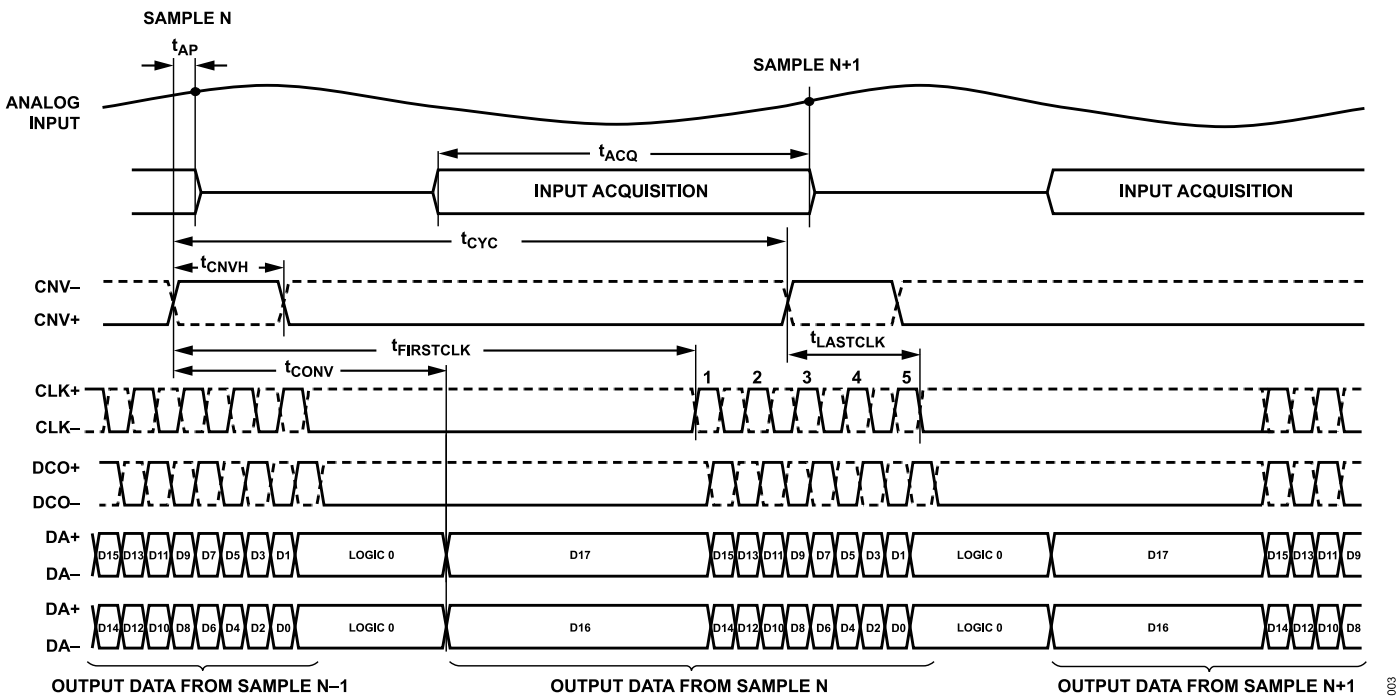 SAMPLE N
tAP
SAMPLE N+1
ANALOG
INPUT
tACQ
INPUT ACQUISITION
INPUT ACQUISITION
tCYC
tCNVH
CNV–
CNV+
tFIRSTCLK
tLASTCLK
tCONV
1 2 3 4 5
CLK+
CLK–
DCO+
DCO–
DA+
DA–
D15 D13 D11 D9 D7 D5 D3 D1 LOGIC 0 D17 D15 D13 D11 D9 D7 D5 D3 D1 LOGIC 0 D17 D15 D13 D11 D9
DA+
DA–
D14 D12 D10 D8 D6 D4 D2 D0 LOGIC 0 D16 D14 D12 D10 D8 D6 D4 D2 D0 LOGIC 0 D16 D14 D12 D10 D8
OUTPUT DATA FROM SAMPLE N–1
OUTPUT DATA FROM SAMPLE N
OUTPUT DATA FROM SAMPLE N+1
003